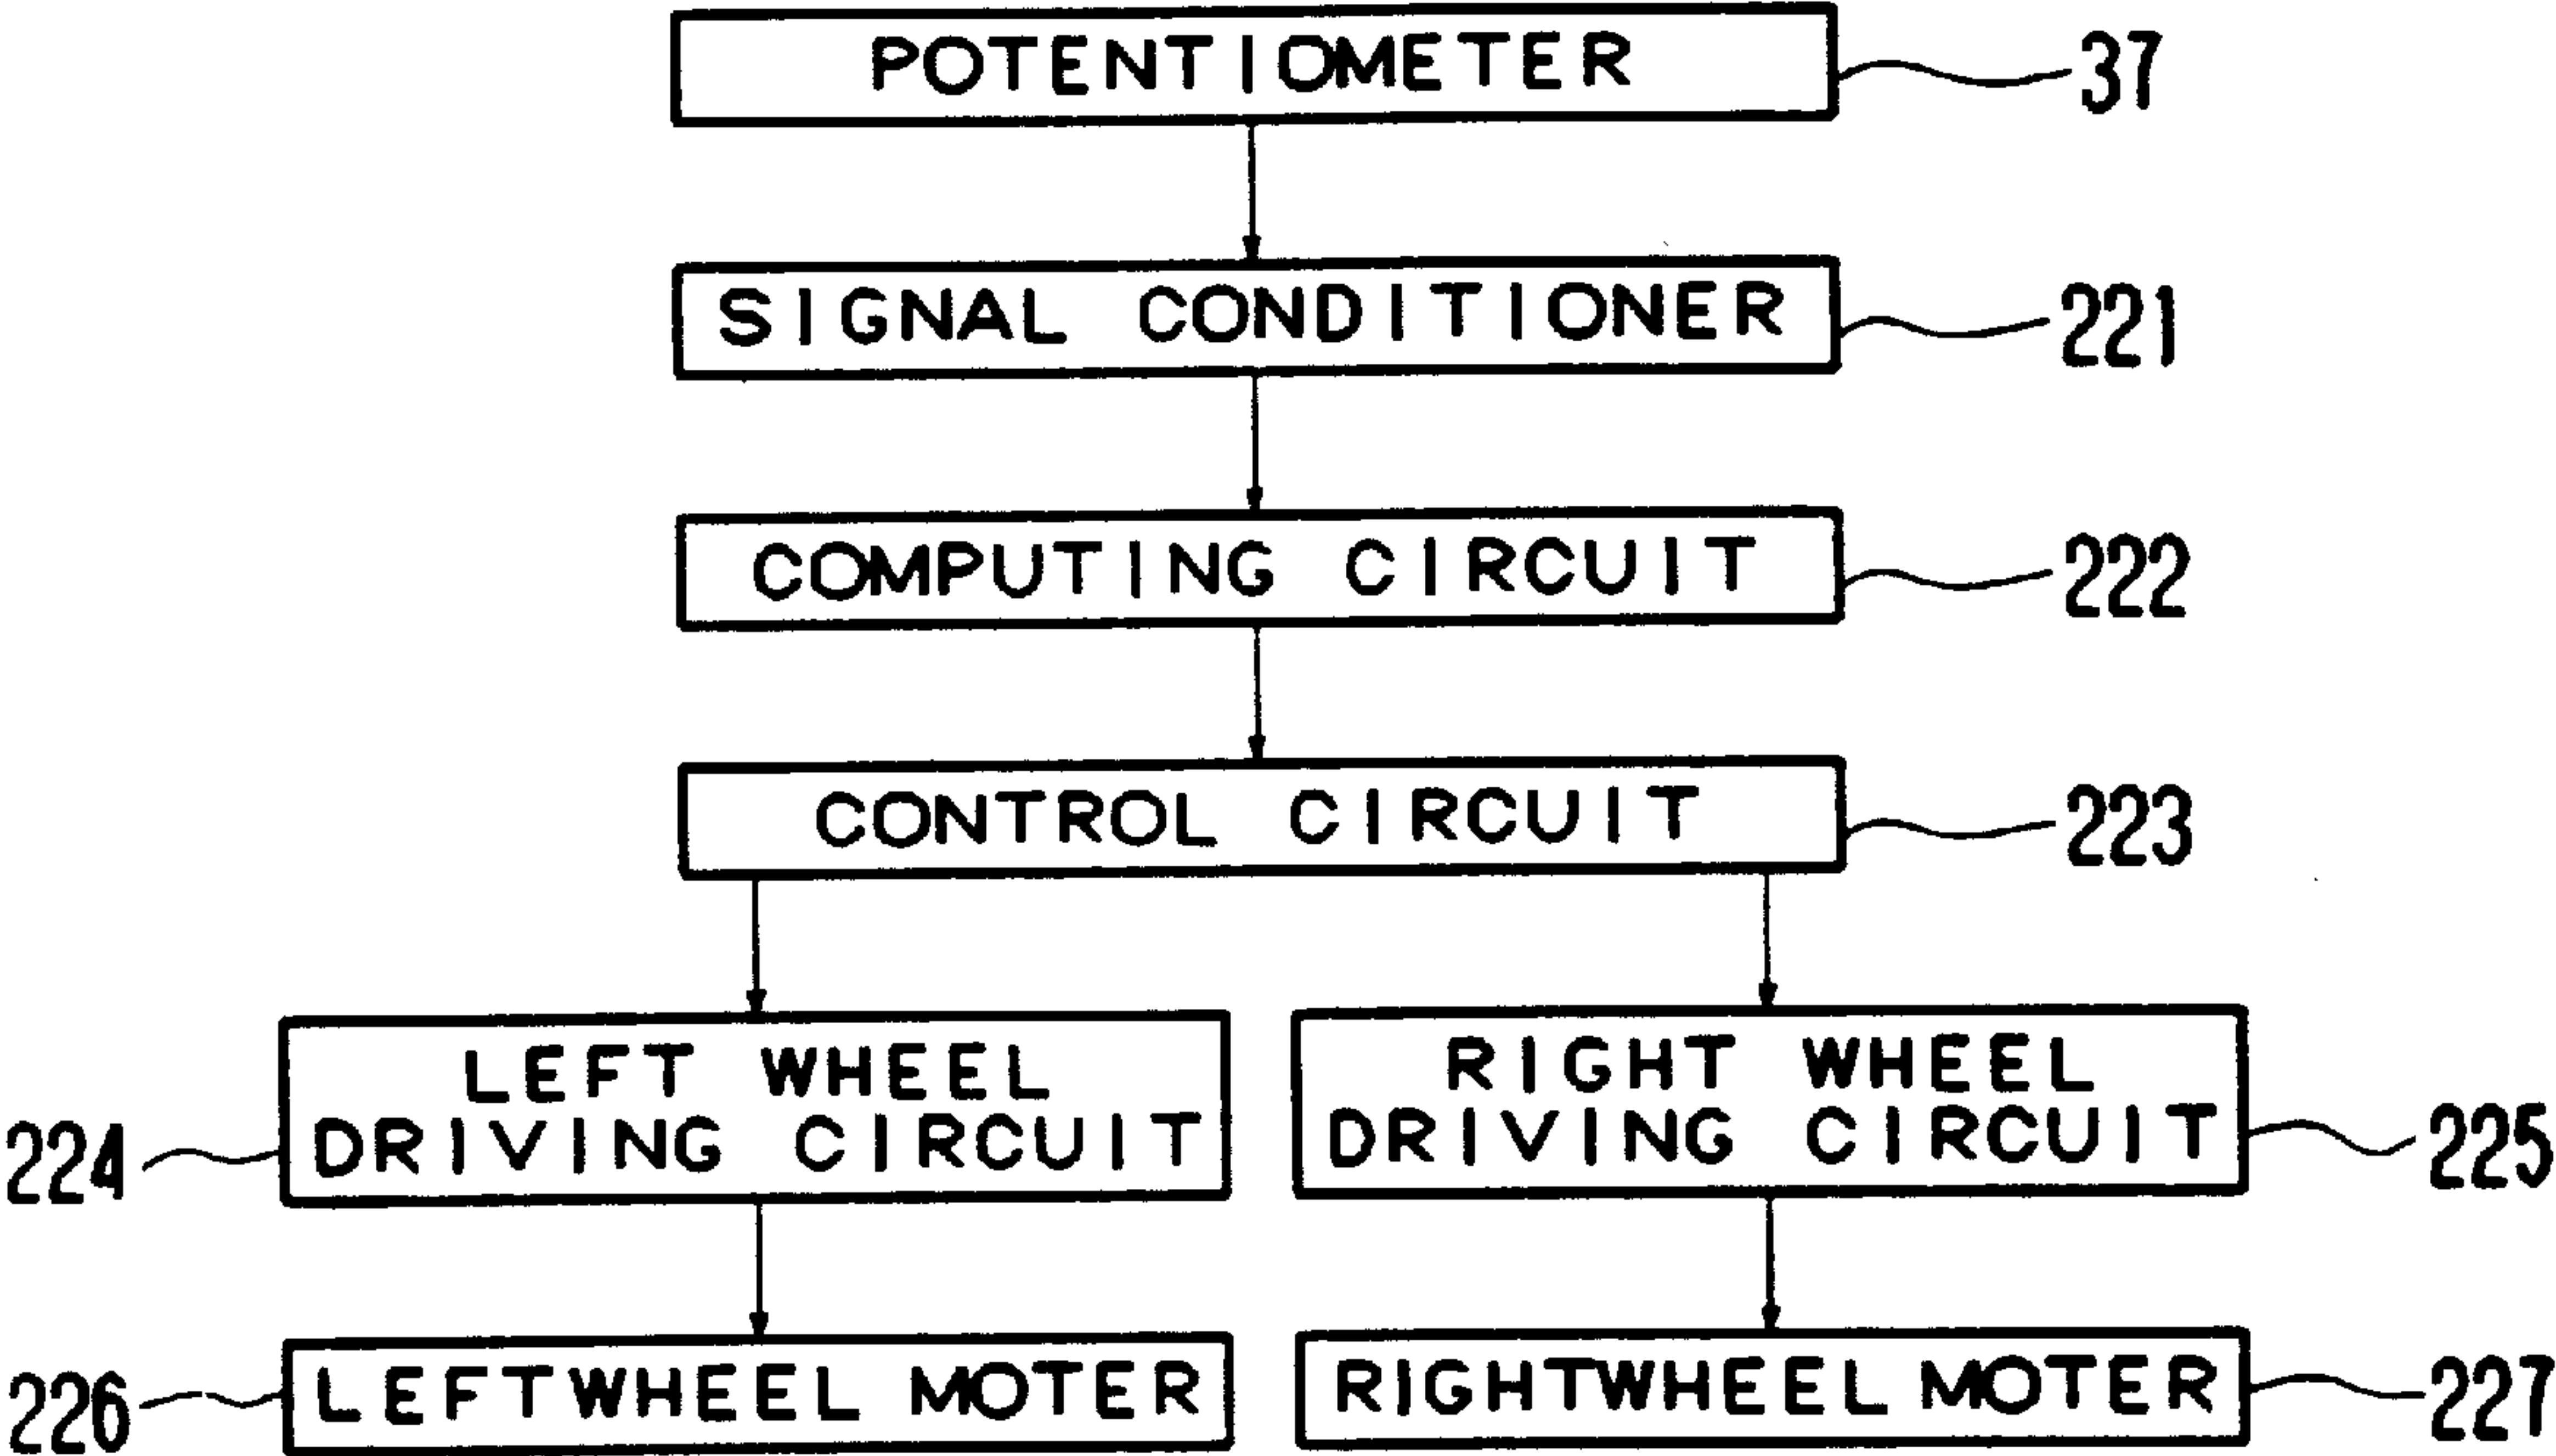 POTENTIOMETER
37
SIGNAL CONDITIONER
221
COMPUTING CIRCUIT
222
CONTROL CIRCUIT
223
LEFT WHEEL
DRIVING CIRCUIT
224
RIGHT WHEEL
DRIVING CIRCUIT
225
LEFTWHEEL MOTER
226
RIGHTWHEEL MOTER
227